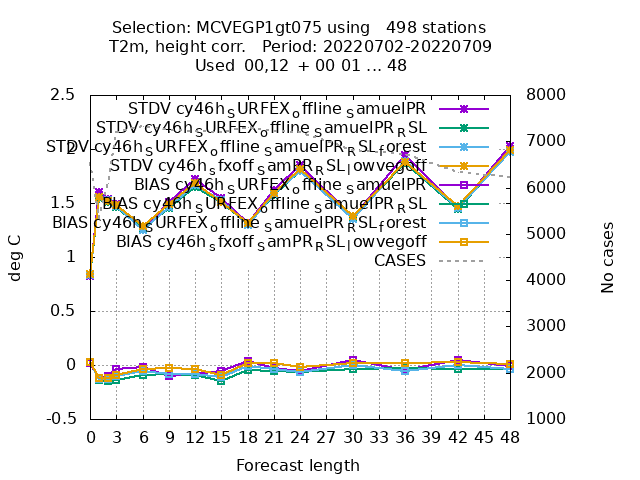 Selection: MCVEGP1gt075 using   498 stations
T2m, height corr.   Period: 20220702-20220709
Used  00,12  + 00 01 ... 48
2.5
2
1.5
1
0.5
0
-0.5
deg C
STDV cy46h_SURFEX_offline_samuelPR
STDV cy46h_SURFEX_offline_samuelPR_RSL
STDV cy46h_SURFEX_offline_samuelPR_RSL_forest
STDV cy46h_sfxoff_samPR_RSL_lowvegoff
BIAS cy46h_SURFEX_offline_samuelPR
BIAS cy46h_SURFEX_offline_samuelPR_RSL
BIAS cy46h_SURFEX_offline_samuelPR_RSL_forest
BIAS cy46h_sfxoff_samPR_RSL_lowvegoff
CASES
8000
7000
6000
5000
4000
3000
2000
1000
No cases
0 3 6 9 12 15 18 21 24 27 30 33 36 39 42 45 48
Forecast length